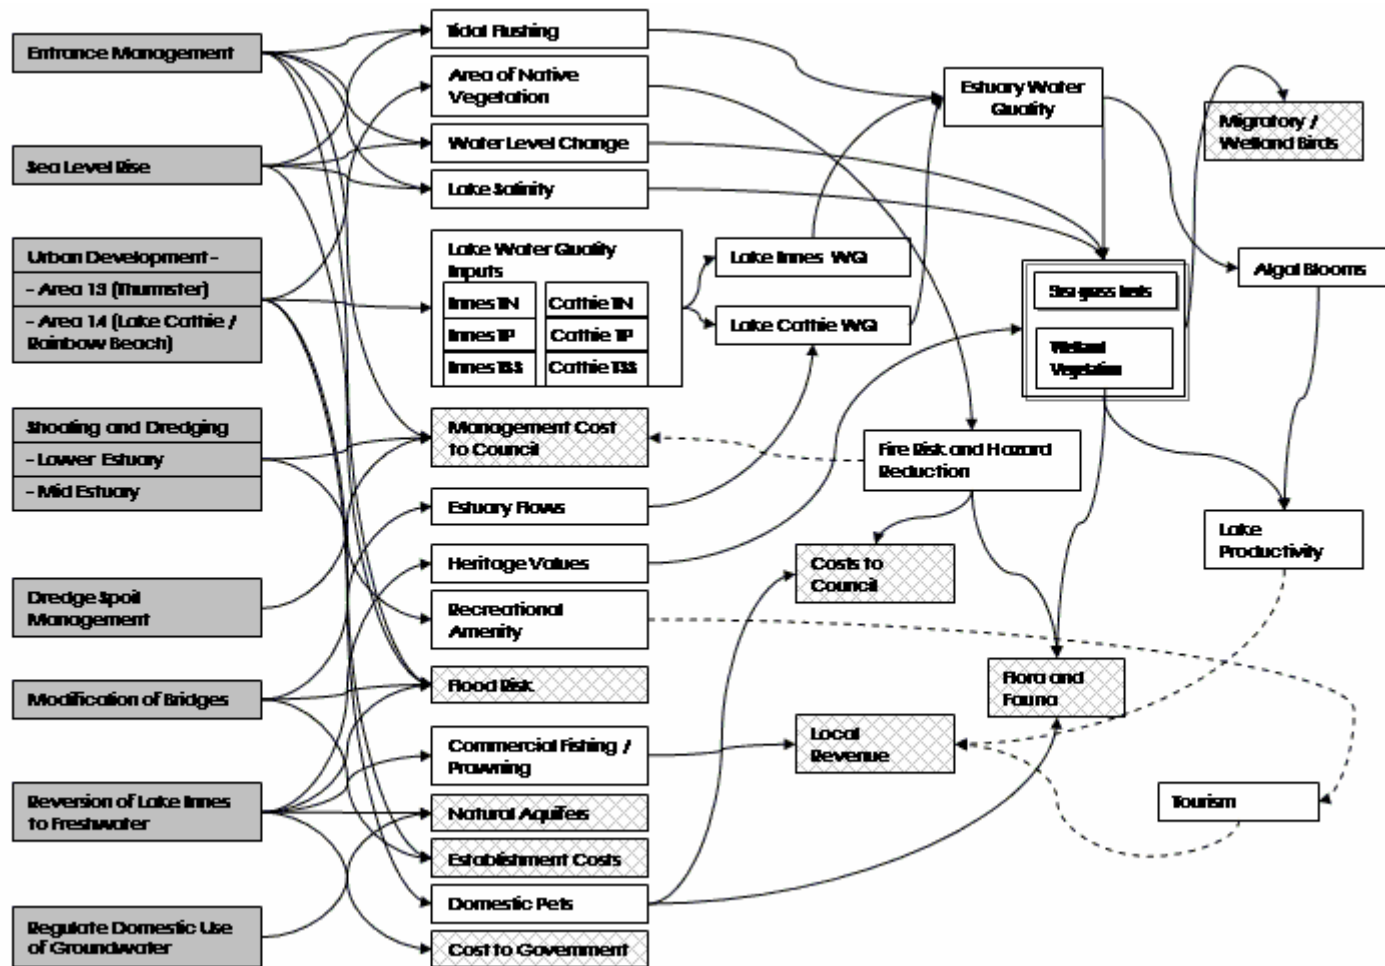 Entrance Management
Sea Level Rise
Urban Development -
- Area 13 (Thrumster)
- Area 14 (Lake Cathie /
Rainbow Beach)
Shoaling and Dredging
- Lower Estuary
- Mid Estuary
Dredge Spoil
Management
Modification of Bridges
Reversion of Lake Innes
to Freshwater
Regulate Domestic Use
of Groundwater
Tidal Flushing
Area of Native
Vegetation
Water Level Change
Lake Salinity
Lake Water Quality
Inputs
Innes TN
Cathie TN
Innes TP
Cathie TP
Innes TSS
Cathie TSS
Management Cost
to Council
Estuary Flows
Heritage Values
Recreational
Amenity
Flood Risk
Commercial Fishing /
Prawning
Natural Aquifers
Establishment Costs
Domestic Pets
Cost to Government
Lake Innes WQ
Lake Cathie WQ
Estuary Water
Quality
Fire Risk and Hazard
Reduction
Costs to
Council
Local
Revenue
Seagrass beds
Wetland
Vegetation
Flora and
Fauna
Migratory /
Wetland Birds
Algal Blooms
Lake
Productivity
Tourism